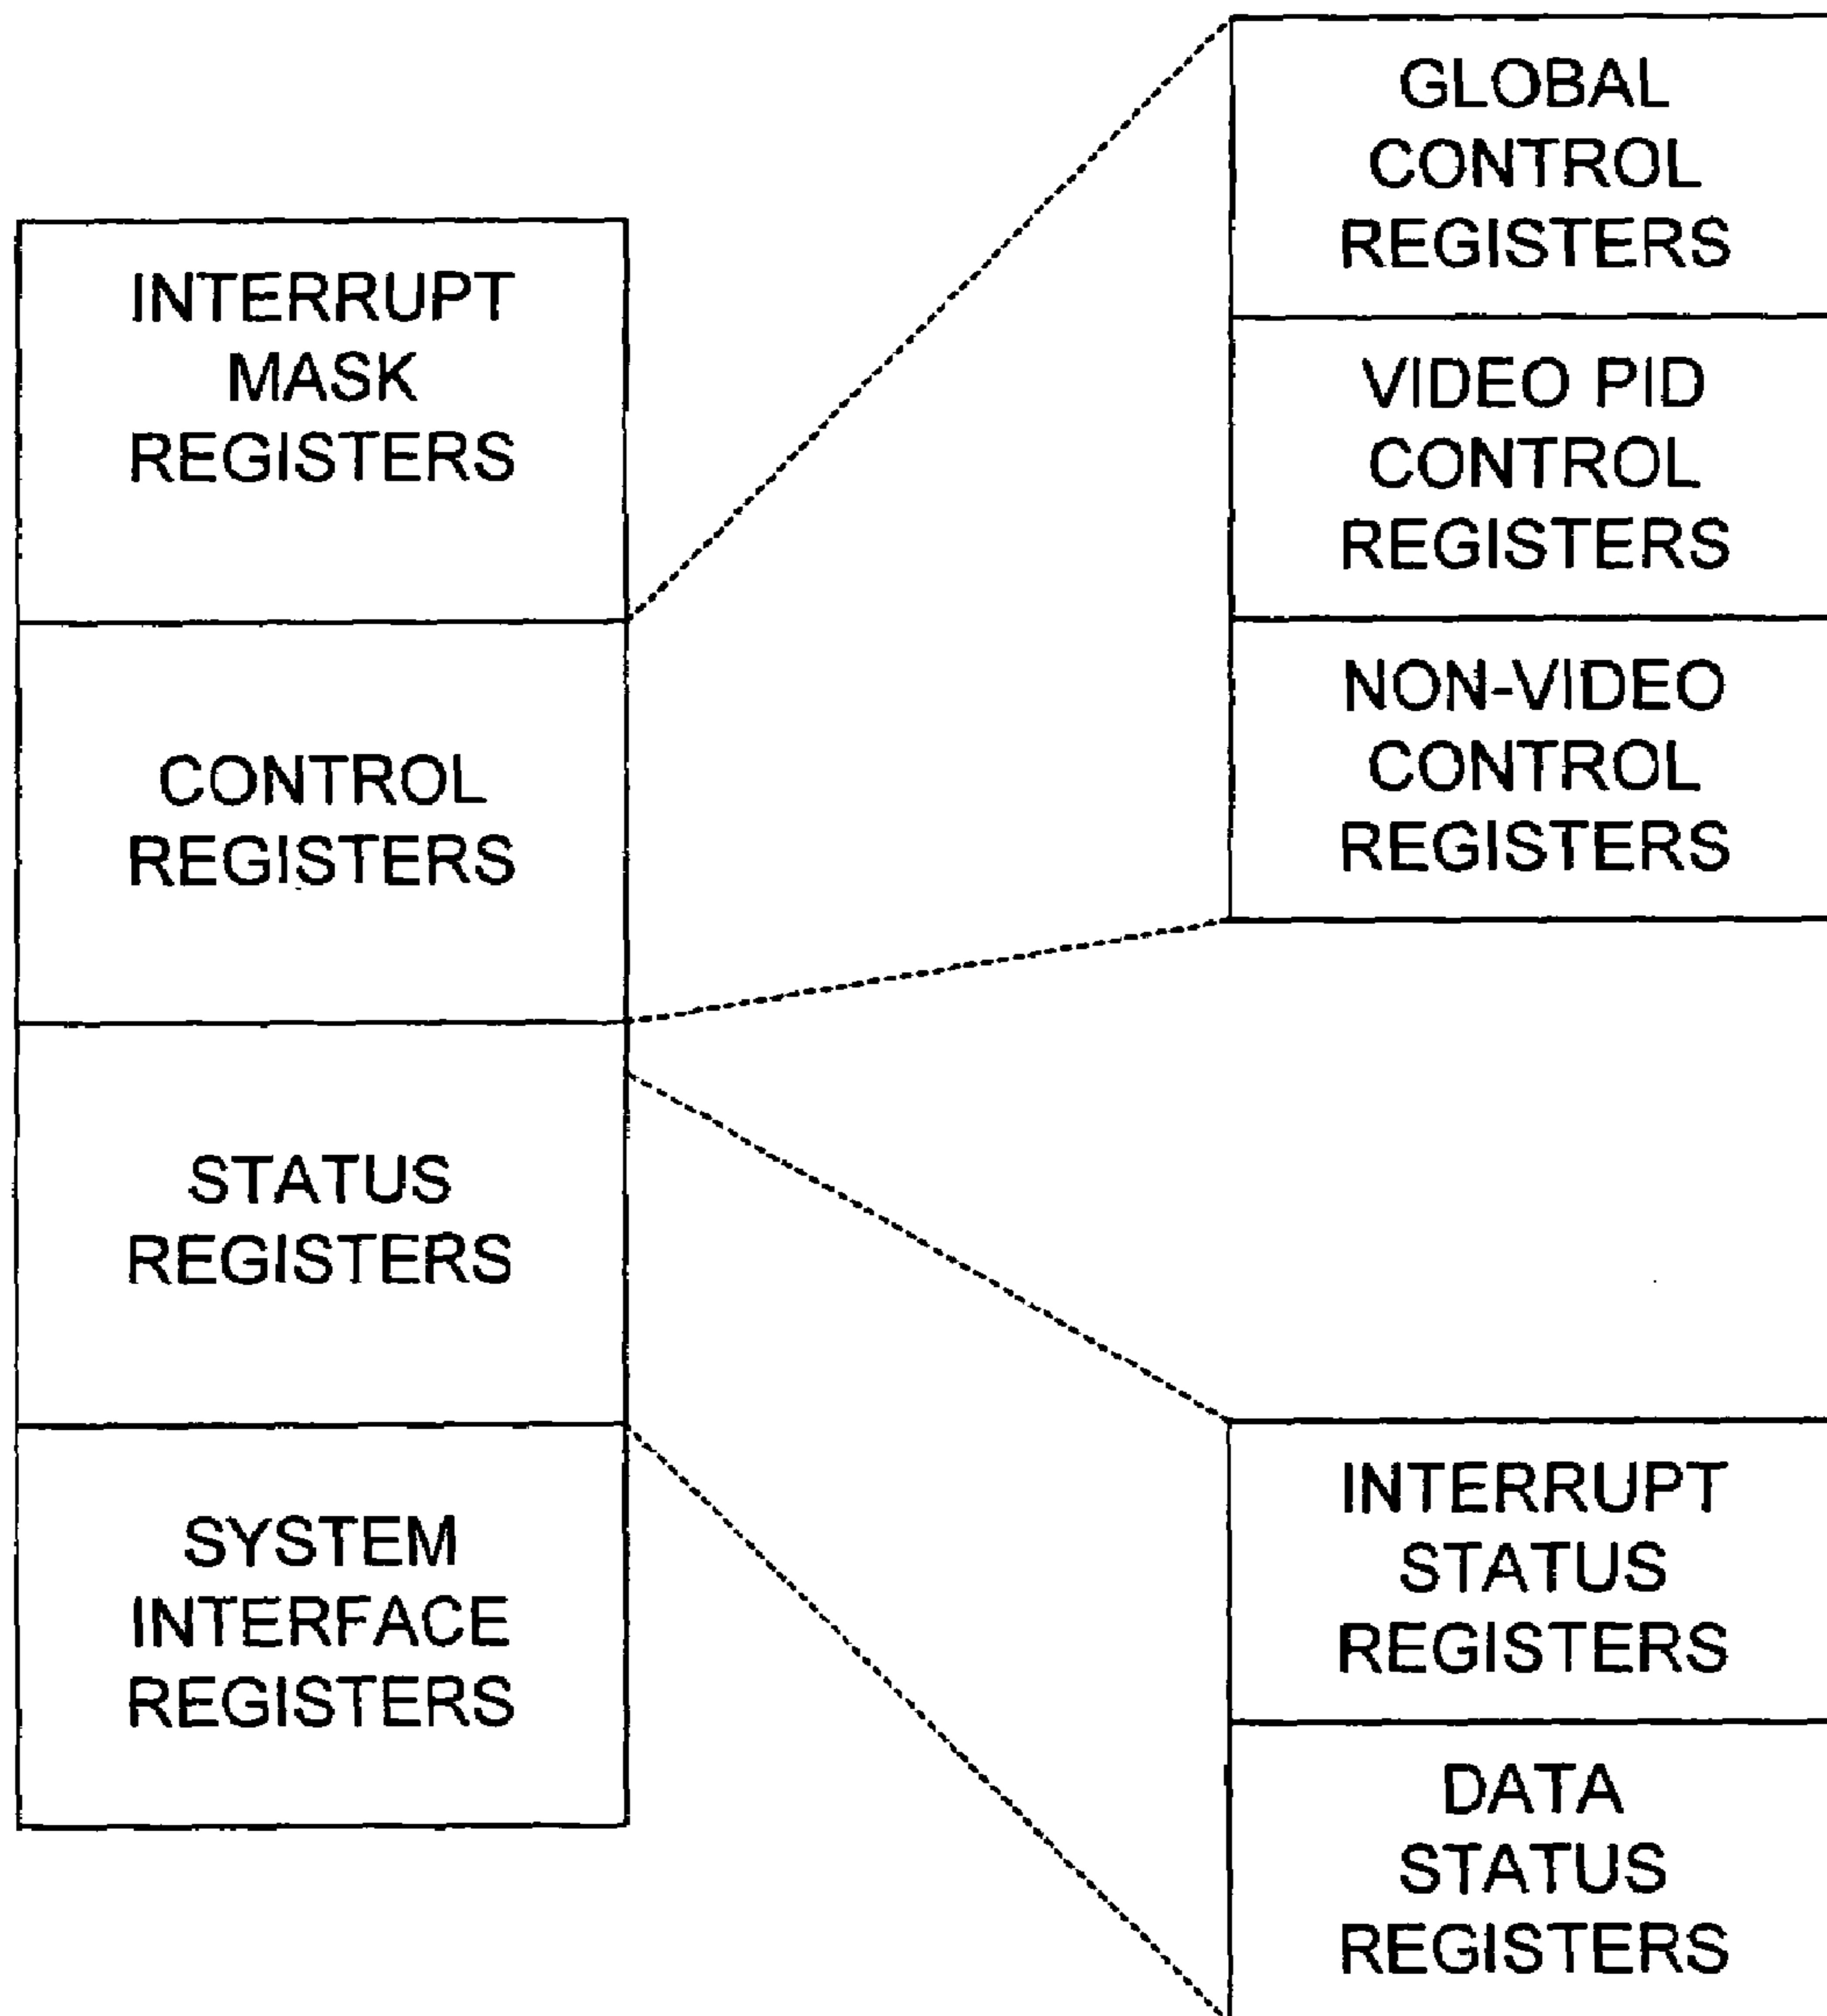 INTERRUPT
MASK
REGISTERS
CONTROL
REGISTERS
STATUS
REGISTERS
SYSTEM
INTERFACE
REGISTERS
GLOBAL
CONTROL
REGISTERS
VIDEO PID
CONTROL
REGISTERS
NON-VIDEO
CONTROL
REGISTERS
INTERRUPT
STATUS
REGISTERS
DATA
STATUS
REGISTERS